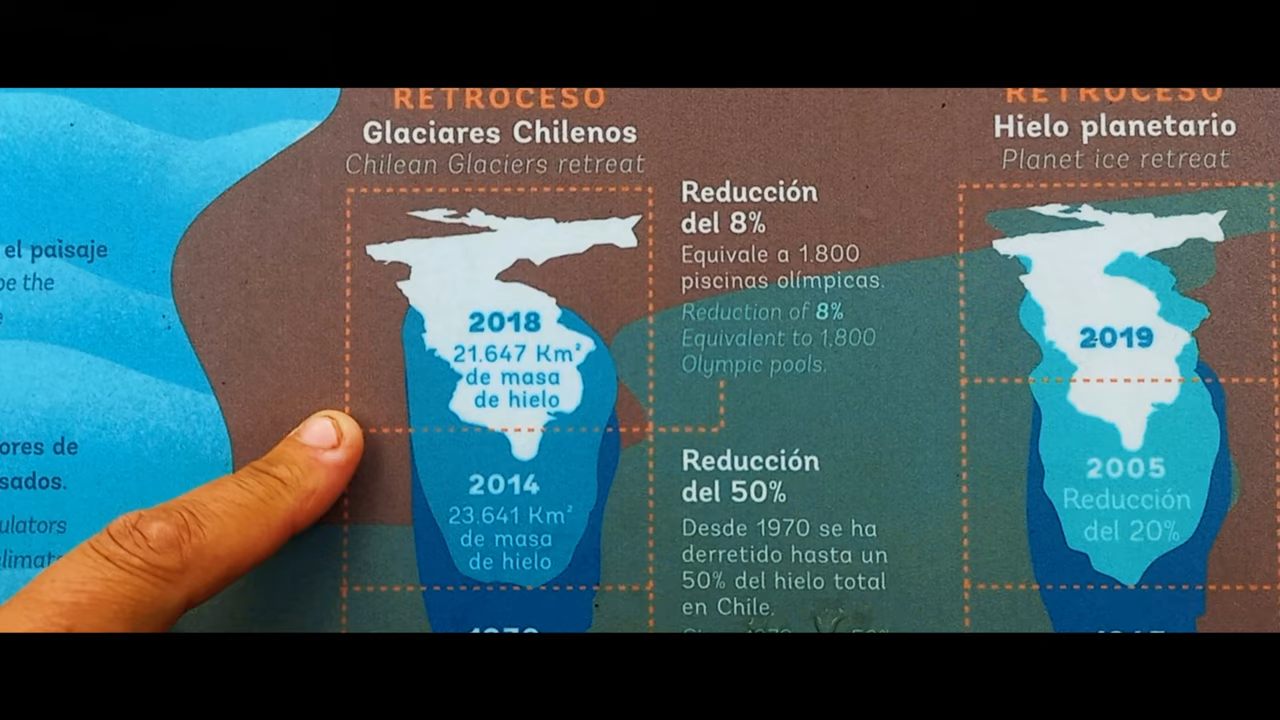 el paisaje
be the
ores de
sados.
ulators
climat
RETROCESO
Glaciares Chilenos
Chilean Glaciers retreat
2018
21.647 Km²
de masa
de hielo
2014
23.641 Km²
de masa
de hielo
Reducción
del 8%
Equivale a 1.800
piscinas olímpicas.
Reduction of 8%
Equivalent to 1.800
Olympic pools.
Reducción
del 50%
Desde 1970 se ha
derretido hasta un
50% del hielo total
en Chile.
RETROCESO
Hielo planetario
Planet ice retreat
2019
2005
Reducción
del 20%